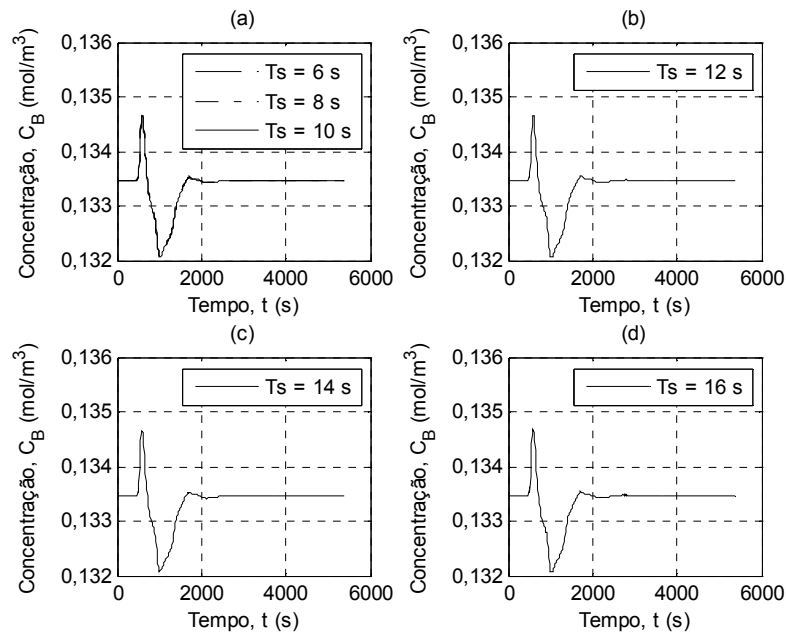 (a)
0,136
0,135
0,134
0,133
0,132
Concentração, C_B (mol/m³)
Ts = 6 s
Ts = 8 s
Ts = 10 s
0 2000 4000 6000
Tempo, t (s)
(b)
0,136
0,135
0,134
0,133
0,132
Concentração, C_B (mol/m³)
Ts = 12 s
0 2000 4000 6000
Tempo, t (s)
(c)
0,136
0,135
0,134
0,133
0,132
Concentração, C_B (mol/m³)
Ts = 14 s
0 2000 4000 6000
Tempo, t (s)
(d)
0,136
0,135
0,134
0,133
0,132
Concentração, C_B (mol/m³)
Ts = 16 s
0 2000 4000 6000
Tempo, t (s)